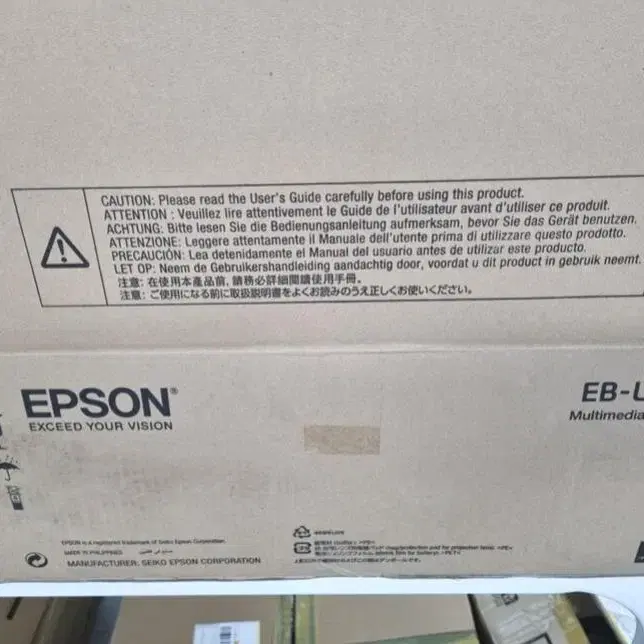 CAUTION: Please read the User's Guide carefully before using this product.
ATTENTION : Veuillez lire attentivement le Guide de l'utilisateur avant d'utiliser ce produit.
ACHTUNG: Bitte lesen Sie die Bedienungsanleitung aufmerksam, bevor Sie das Gerät benutzen.
ATTENZIONE: Leggere attentamente il Manuale dell'utente prima di utilizzare questo prodotto.
PRECAUCIÓN: Lea detenidamente el Manual del usuario antes de utilizar este producto.
LET OP: Neem de Gebruikershandleiding aandachtig door, voordat u dit product in gebruik neemt.
注意: 在使用本產品前, 請務必詳細閱讀使用手冊。
注意: ご使用になる前に取扱説明書をよくお読みのうえ正しくお使いください。
EPSON®
EXCEED YOUR VISION
EB-U
Multimedia
EPSON is a registered trademark of Seiko Epson Corporation
MADE IN PHILIPPINES
MANUFACTURER: SEIKO EPSON CORPORATION